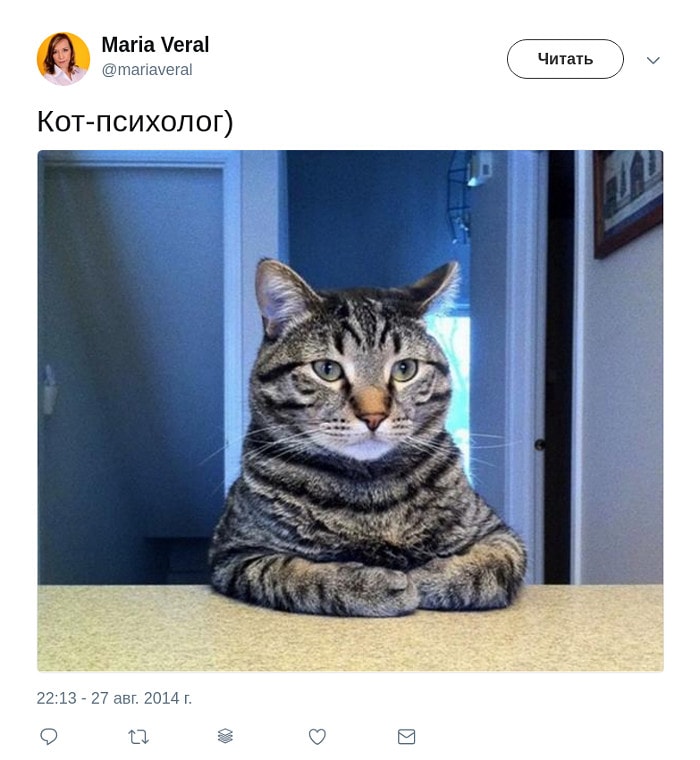 Maria Veral
@mariaveral
Читать
Кот-психолог)
22:13 - 27 авг. 2014 г.